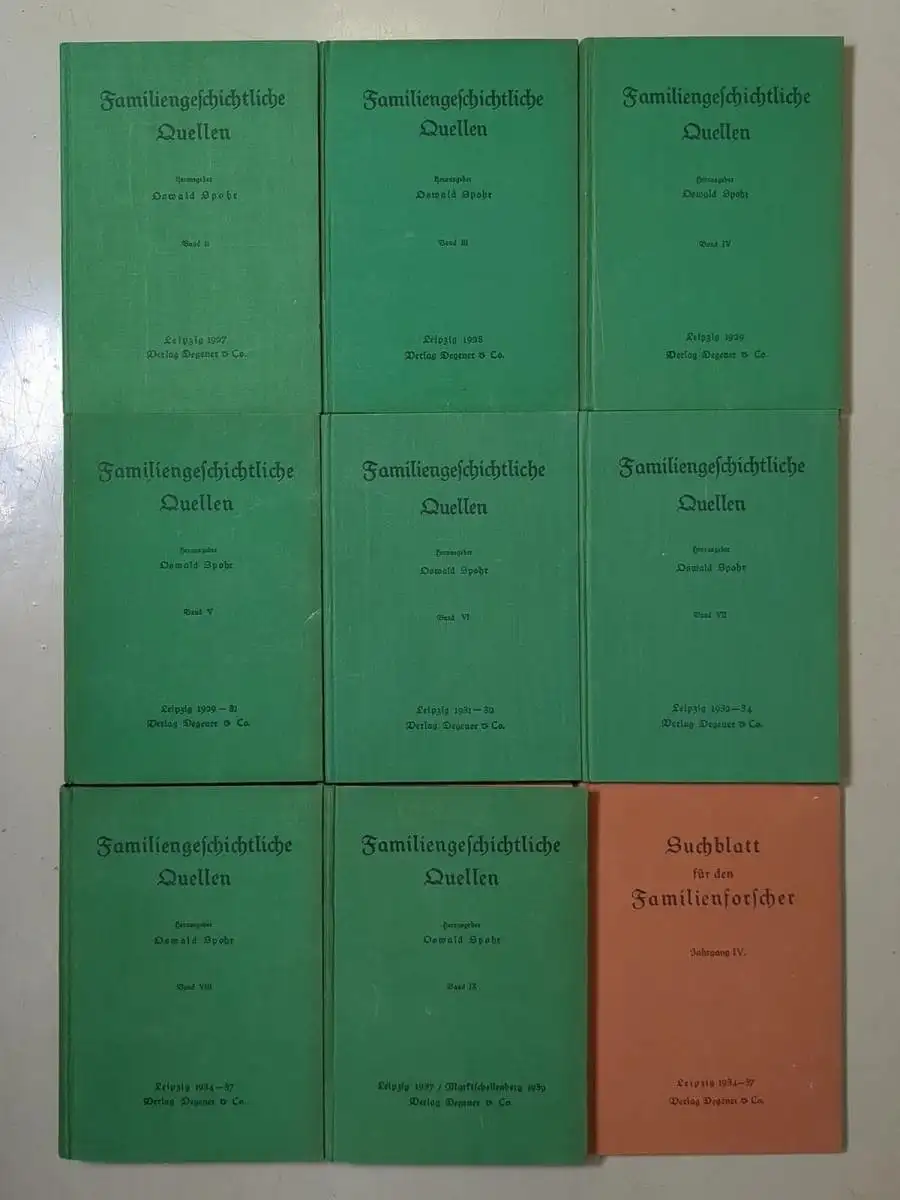 Familiengeschichtliche
Quellen
Herausgeber
Oswald Spohr
Band II
Leipzig 1927
Verlag Degener & Co.
Familiengeschichtliche
Quellen
Herausgeber
Oswald Spohr
Band III
Leipzig 1928
Verlag Degener & Co.
Familiengeschichtliche
Quellen
Herausgeber
Oswald Spohr
Band IV
Leipzig 1929
Verlag Degener & Co.
Familiengeschichtliche
Quellen
Herausgeber
Oswald Spohr
Band V
Leipzig 1929—31
Verlag Degener & Co.
Familiengeschichtliche
Quellen
Herausgeber
Oswald Spohr
Band VI
Leipzig 1931—32
Verlag Degener & Co.
Familiengeschichtliche
Quellen
Herausgeber
Oswald Spohr
Band VII
Leipzig 1932—34
Verlag Degener & Co.
Familiengeschichtliche
Quellen
Herausgeber
Oswald Spohr
Band VIII
Leipzig 1934—37
Verlag Degener & Co.
Familiengeschichtliche
Quellen
Herausgeber
Oswald Spohr
Band IX
Leipzig 1937 / Marktschellenberg 1939
Verlag Degener & Co.
Suchblatt
für den
Familienforscher
Jahrgang IV.
Leipzig 1934—37
Verlag Degener & Co.